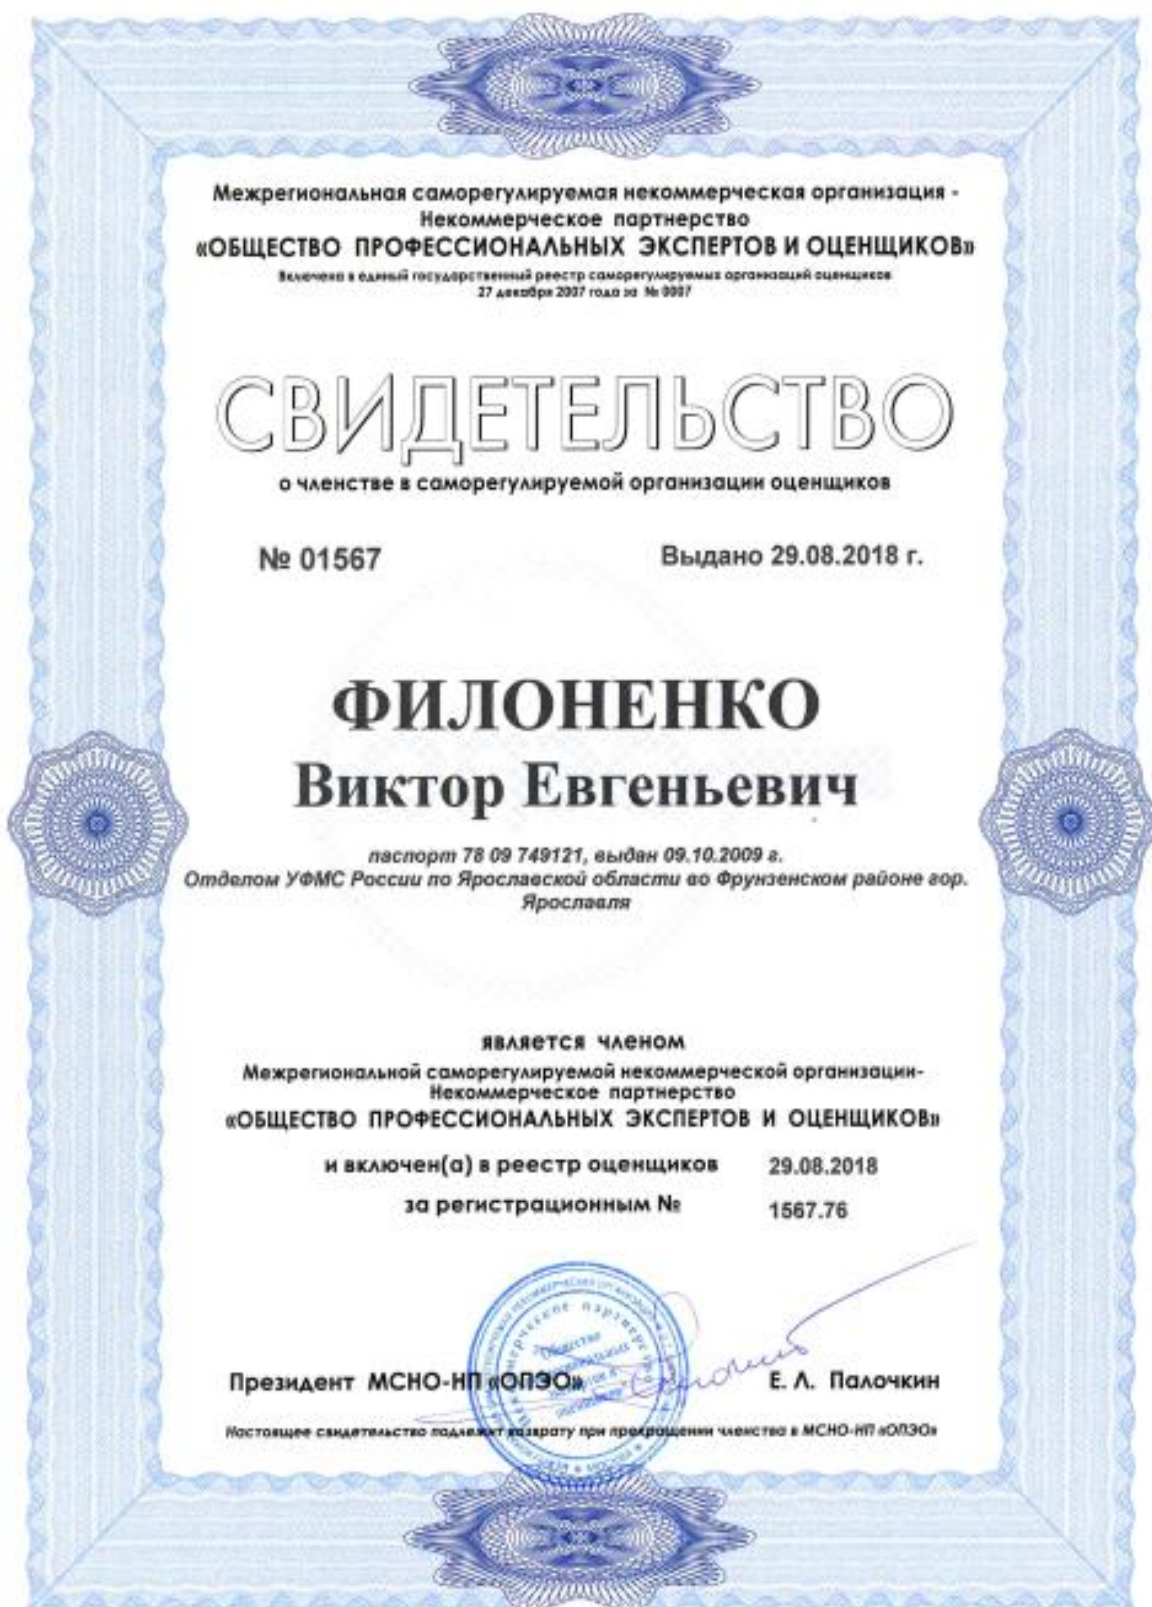 Межрегиональная саморегулируемая некоммерческая организация -
Некоммерческое партнерство
«ОБЩЕСТВО ПРОФЕССИОНАЛЬНЫХ ЭКСПЕРТОВ И ОЦЕНЩИКОВ»
Включена в единый государственный реестр саморегулируемых организаций оценщиков
27 декабря 2007 года за № 0007
СВИДЕТЕЛЬСТВО
о членстве в саморегулируемой организации оценщиков
№ 01567 Выдано 29.08.2018 г.
ФИЛОНЕНКО
Виктор Евгеньевич
паспорт 78 09 749121, выдан 09.10.2009 г.
Отделом УФМС России по Ярославской области во Фрунзенском районе гор.
Ярославля
является членом
Межрегиональной саморегулируемой некоммерческой организации-
Некоммерческое партнерство
«ОБЩЕСТВО ПРОФЕССИОНАЛЬНЫХ ЭКСПЕРТОВ И ОЦЕНЩИКОВ»
и включен(а) в реестр оценщиков 29.08.2018
за регистрационным № 1567.76
Президент МСНО-НП «ОПЭО» Е. Л. Палочкин
Настоящее свидетельство подлежит возврату при прекращении членства в МСНО-НП «ОПЭО»